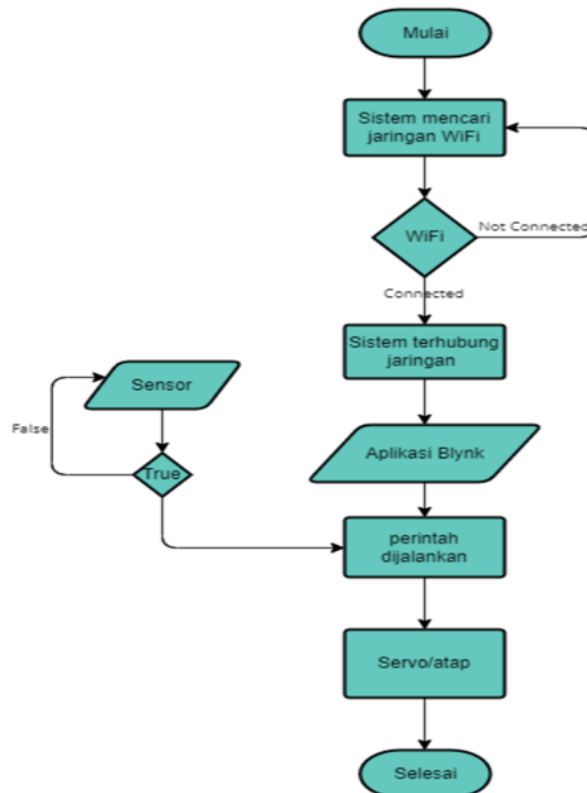 Mulai
Sistem mencari
jaringan WiFi
WiFi
Not Connected
Connected
Sistem terhubung
jaringan
Sensor
False
True
Aplikasi Blynk
perintah
dijalankan
Servo/atap
Selesai